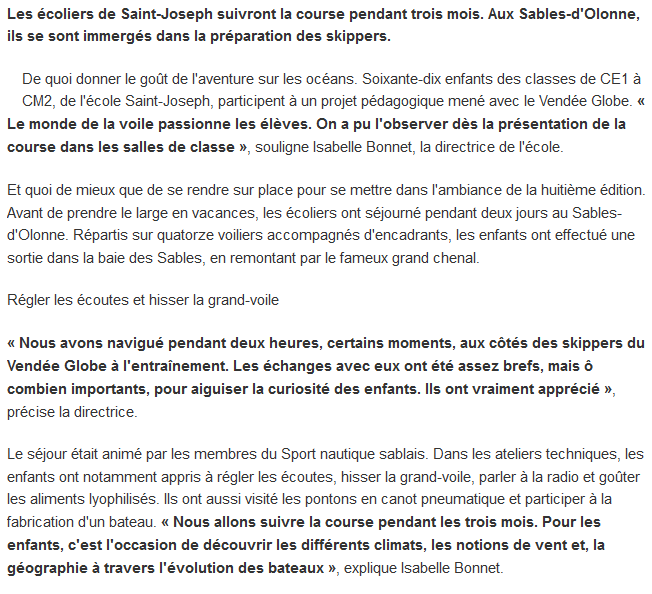 Les écoliers de Saint-Joseph suivront la course pendant trois mois. Aux Sables-d'Olonne,
ils se sont immergés dans la préparation des skippers.
De quoi donner le goût de l'aventure sur les océans. Soixante-dix enfants des classes de CE1 à
CM2, de l'école Saint-Joseph, participent à un projet pédagogique mené avec le Vendée Globe. «
Le monde de la voile passionne les élèves. On a pu l'observer dès la présentation de la
course dans les salles de classe », souligne Isabelle Bonnet, la directrice de l'école.
Et quoi de mieux que de se rendre sur place pour se mettre dans l'ambiance de la huitième édition.
Avant de prendre le large en vacances, les écoliers ont séjourné pendant deux jours au Sables-
d'Olonne. Répartis sur quatorze voiliers accompagnés d'encadrants, les enfants ont effectué une
sortie dans la baie des Sables, en remontant par le fameux grand chenal.
Régler les écoutes et hisser la grand-voile
« Nous avons navigué pendant deux heures, certains moments, aux côtés des skippers du
Vendée Globe à l'entraînement. Les échanges avec eux ont été assez brefs, mais ô
combien importants, pour aiguiser la curiosité des enfants. Ils ont vraiment apprécié »,
précise la directrice.
Le séjour était animé par les membres du Sport nautique sablais. Dans les ateliers techniques, les
enfants ont notamment appris à régler les écoutes, hisser la grand-voile, parler à la radio et goûter
les aliments lyophilisés. Ils ont aussi visité les pontons en canot pneumatique et participer à la
fabrication d'un bateau. « Nous allons suivre la course pendant les trois mois. Pour les
enfants, c'est l'occasion de découvrir les différents climats, les notions de vent et, la
géographie à travers l'évolution des bateaux », explique Isabelle Bonnet.